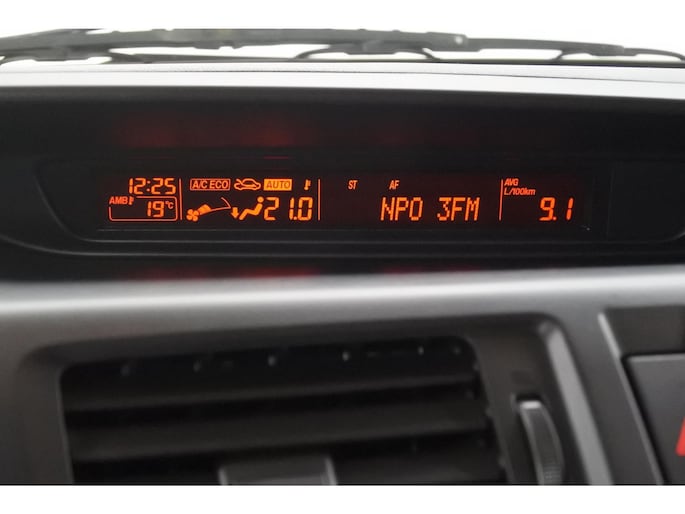 12:25 A/C ECO AUTO ST AF AVG
L/100km
AMB 19°C 21.0 NPO 3FM 9.1